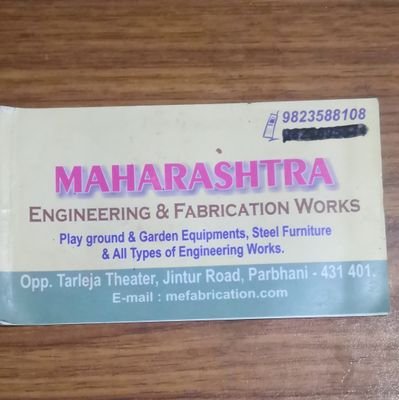 9823588108
MAHARASHTRA
ENGINEERING & FABRICATION WORKS
Play ground & Garden Equipments, Steel Furniture
& All Types of Engineering Works.
Opp. Tarleja Theater, Jintur Road, Parbhani - 431 401.
E-mail : mefabrication.com